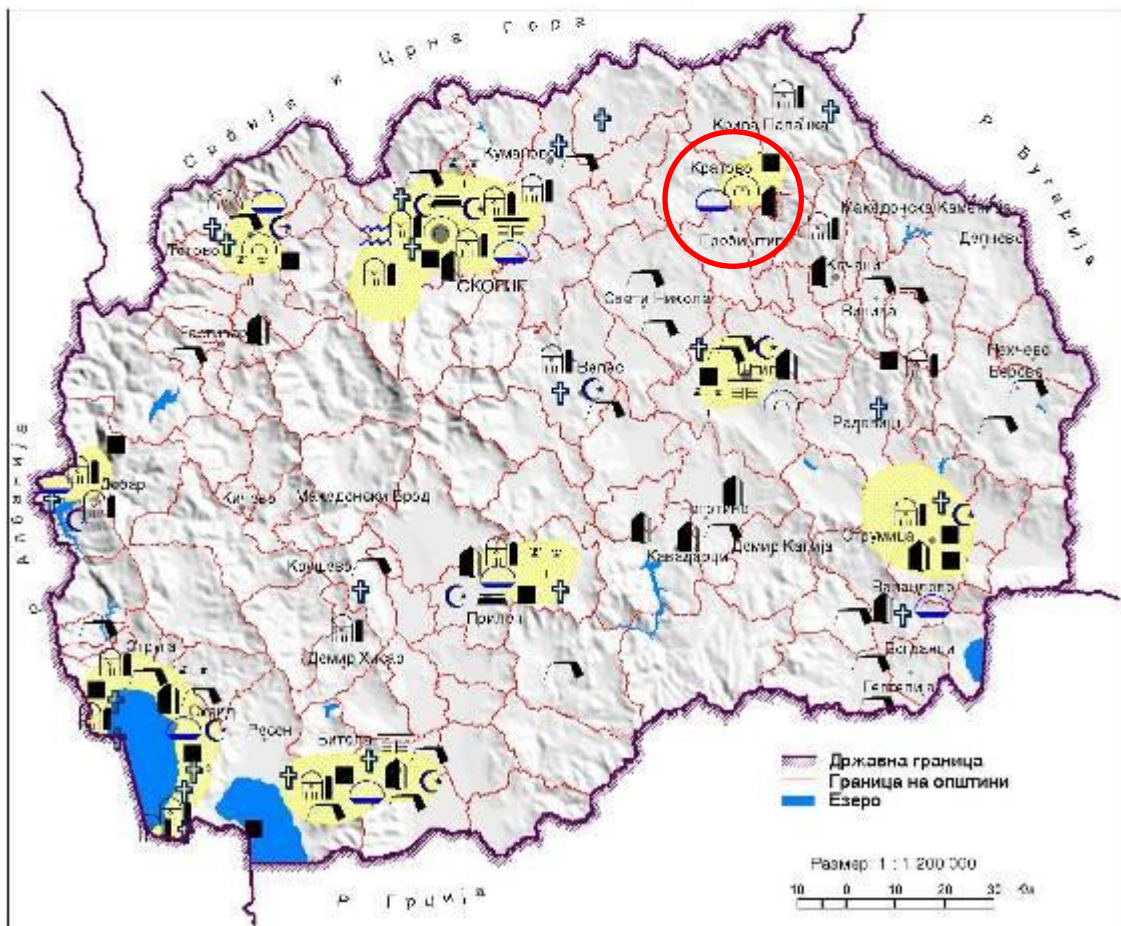 Србија и Црна Гора
Р Бугарија
Крива Паланка
Куманово
Кратово
Македонска Каменица
Делчево
Тетово
СКОПЈЕ
Пробиштип
Кочани
Свети Николе
Виница
Гостивар
Велес
Штип
Пехчево
Берово
Радовиш
Р Албанија
Дебар
Кичево
Македонски Брод
Неготино
Струмица
Кавадарци
Демир Капија
Крушево
Прилеп
Валандово
Струга
Демир Хисар
Богданци
Гевгелија
Охрид
Ресен
Битола
Државна граница
Граница на општини
Езеро
Размер: 1 : 1 200 000
10 0 10 20 30 Км
Р Грција